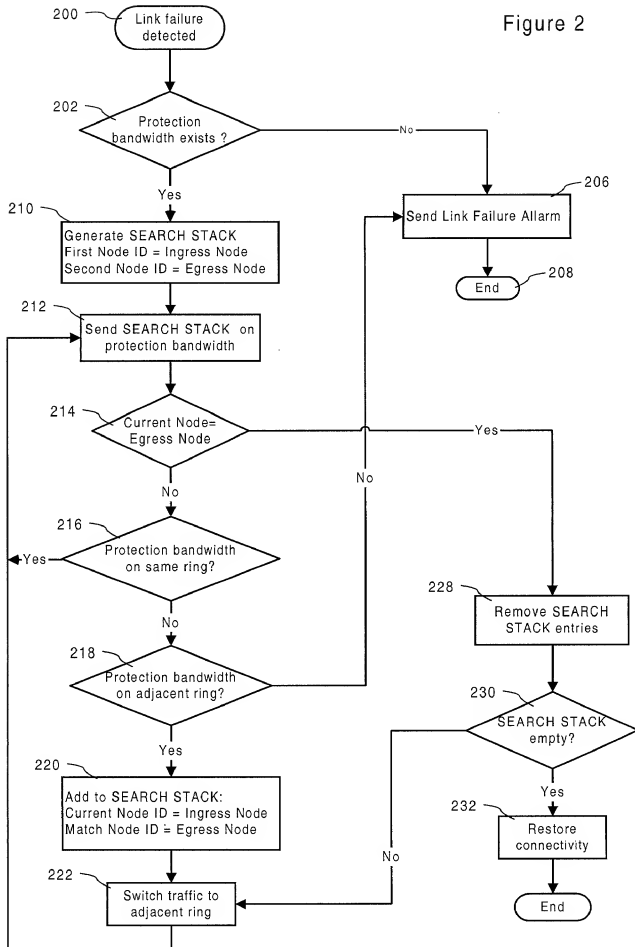 Figure 2
200
Link failure
detected
202
Protection
bandwidth exists ?
No
Yes
206
Send Link Failure Allarm
210
Generate SEARCH STACK
First Node ID = Ingress Node
Second Node ID = Egress Node
208
End
212
Send SEARCH STACK on
protection bandwidth
214
Current Node=
Egress Node
Yes
No
No
216
Protection bandwidth
on same ring?
Yes
No
228
Remove SEARCH
STACK entries
218
Protection bandwidth
on adjacent ring?
230
SEARCH STACK
empty?
Yes
220
Add to SEARCH STACK:
Current Node ID = Ingress Node
Match Node ID = Egress Node
Yes
232
Restore
connectivity
No
222
Switch traffic to
adjacent ring
End